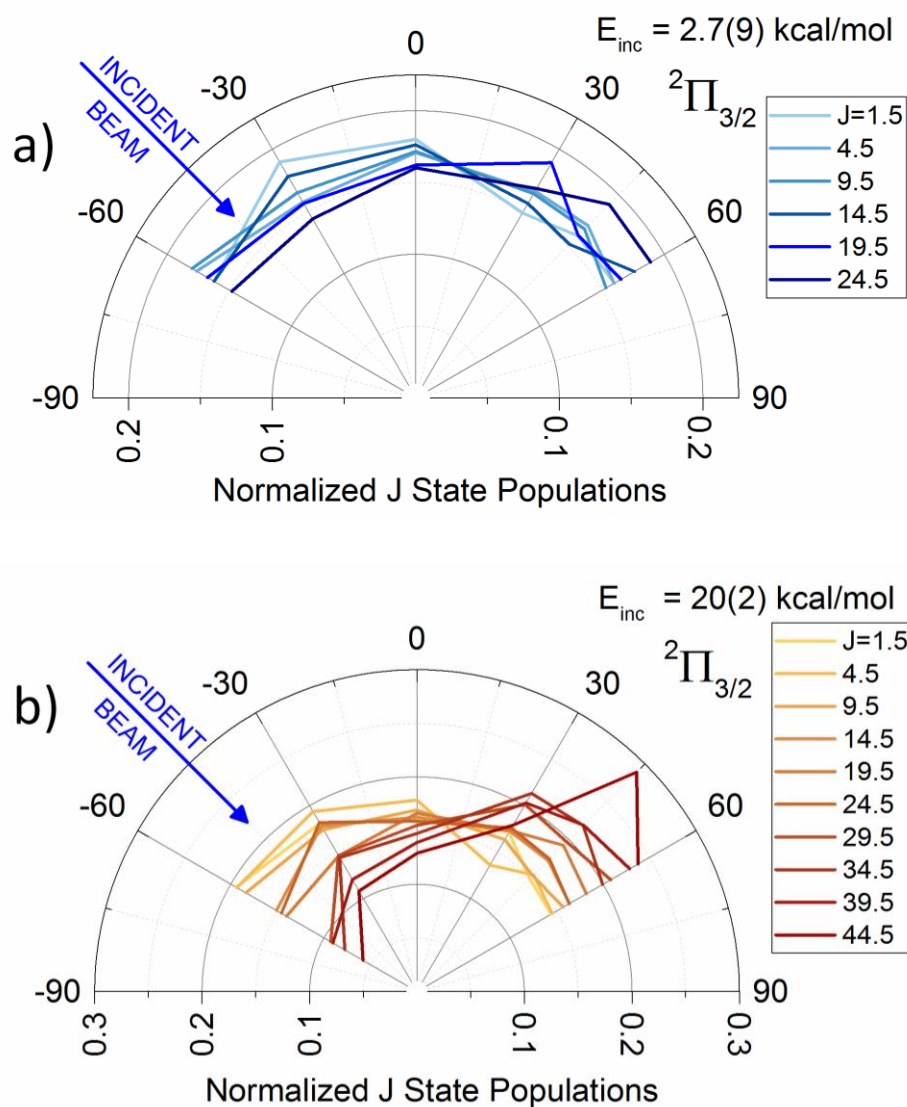 a)
E_inc = 2.7(9) kcal/mol
²Π_3/2
INCIDENT
BEAM
-90
-60
-30
0
30
60
90
0.2
0.1
0.1
0.2
Normalized J State Populations
J=1.5
4.5
9.5
14.5
19.5
24.5
b)
E_inc = 20(2) kcal/mol
²Π_3/2
INCIDENT
BEAM
-90
-60
-30
0
30
60
90
0.3
0.2
0.1
0.1
0.2
0.3
Normalized J State Populations
J=1.5
4.5
9.5
14.5
19.5
24.5
29.5
34.5
39.5
44.5